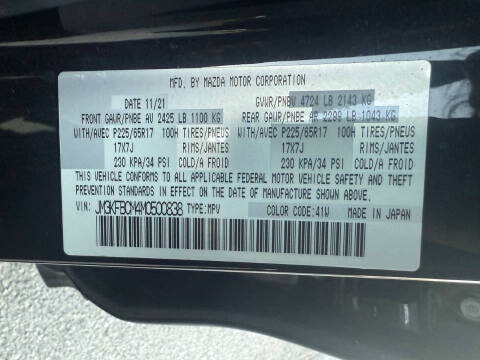 MFD. BY MAZDA MOTOR CORPORATION
DATE 11/21 GVWR/PNBV 4724 LB 2143 KG
FRONT GAWR/PNBE AV 2425 LB 1100 KG REAR GAWR/PNBE AR 2299 LB 1043 KG
WITH/AVEC P225/65R17 100H TIRES/PNEUS WITH/AVEC P225/65R17 100H TIRES/PNEUS
17X7J RIMS/JANTES 17X7J RIMS/JANTES
230 KPA/34 PSI COLD/A FROID 230 KPA/34 PSI COLD/A FROID
THIS VEHICLE CONFORMS TO ALL APPLICABLE FEDERAL MOTOR VEHICLE SAFETY AND THEFT
PREVENTION STANDARDS IN EFFECT ON THE DATE OF MANUFACTURE SHOWN ABOVE.
VIN: JM3KFBCM4M0500838 TYPE:MPV COLOR CODE:41W MADE IN JAPAN